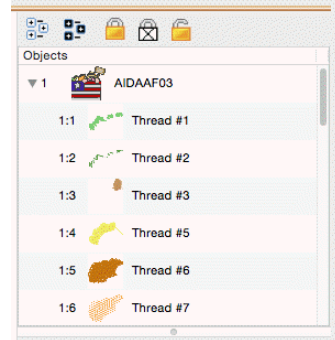 Objects
1 AIDAAF03
1:1 Thread #1
1:2 Thread #2
1:3 Thread #3
1:4 Thread #5
1:5 Thread #6
1:6 Thread #7